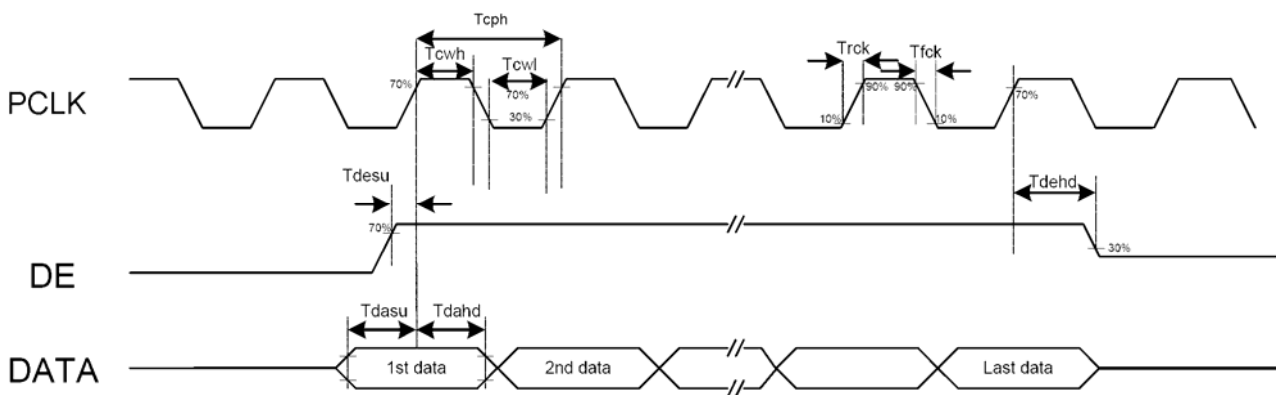 Tcph
Tcwh
Tcwl
Trck
Tfck
PCLK
70%
70%
30%
90%
90%
10%
10%
70%
Tdesu
Tdehd
DE
70%
30%
Tdasu
Tdahd
DATA
1st data
2nd data
Last data